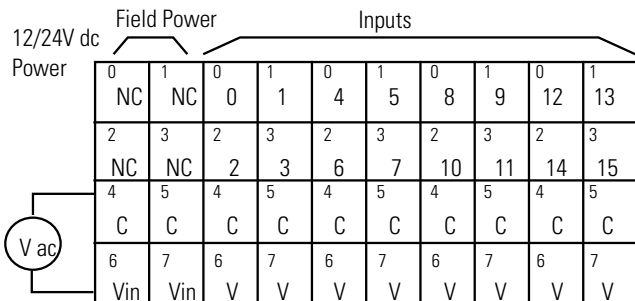 Field Power Inputs
12/24V dc
Power
0 1 0 1 0 1 0 1 0 1
NC NC 0 1 4 5 8 9 12 13
2 3 2 3 2 3 2 3 2 3
NC NC 2 3 6 7 10 11 14 15
4 5 4 5 4 5 4 5 4 5
C C C C C C C C C C
V ac
6 7 6 7 6 7 6 7 6 7
Vin Vin V V V V V V V V